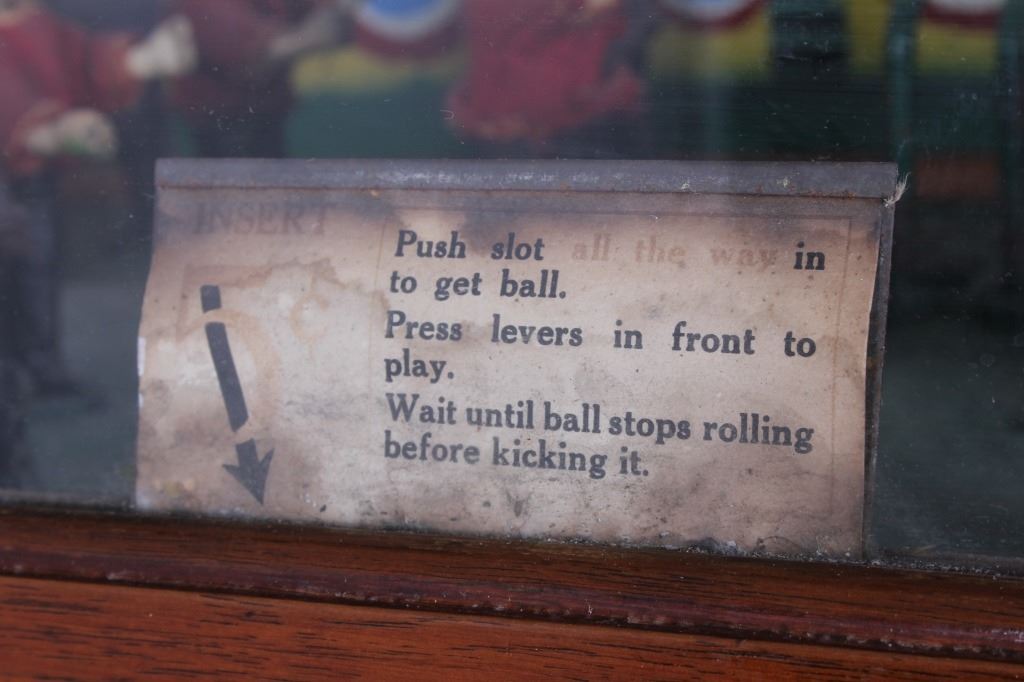 INSERT
5¢
Push slot all the way in
to get ball.
Press levers in front to
play.
Wait until ball stops rolling
before kicking it.